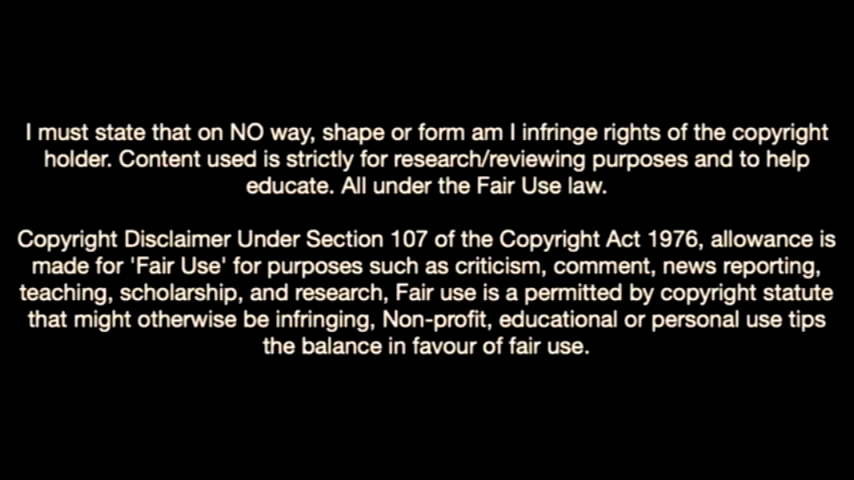 I must state that on NO way, shape or form am I infringe rights of the copyright
holder. Content used is strictly for research/reviewing purposes and to help
educate. All under the Fair Use law.
Copyright Disclaimer Under Section 107 of the Copyright Act 1976, allowance is
made for 'Fair Use' for purposes such as criticism, comment, news reporting,
teaching, scholarship, and research, Fair use is a permitted by copyright statute
that might otherwise be infringing, Non-profit, educational or personal use tips
the balance in favour of fair use.